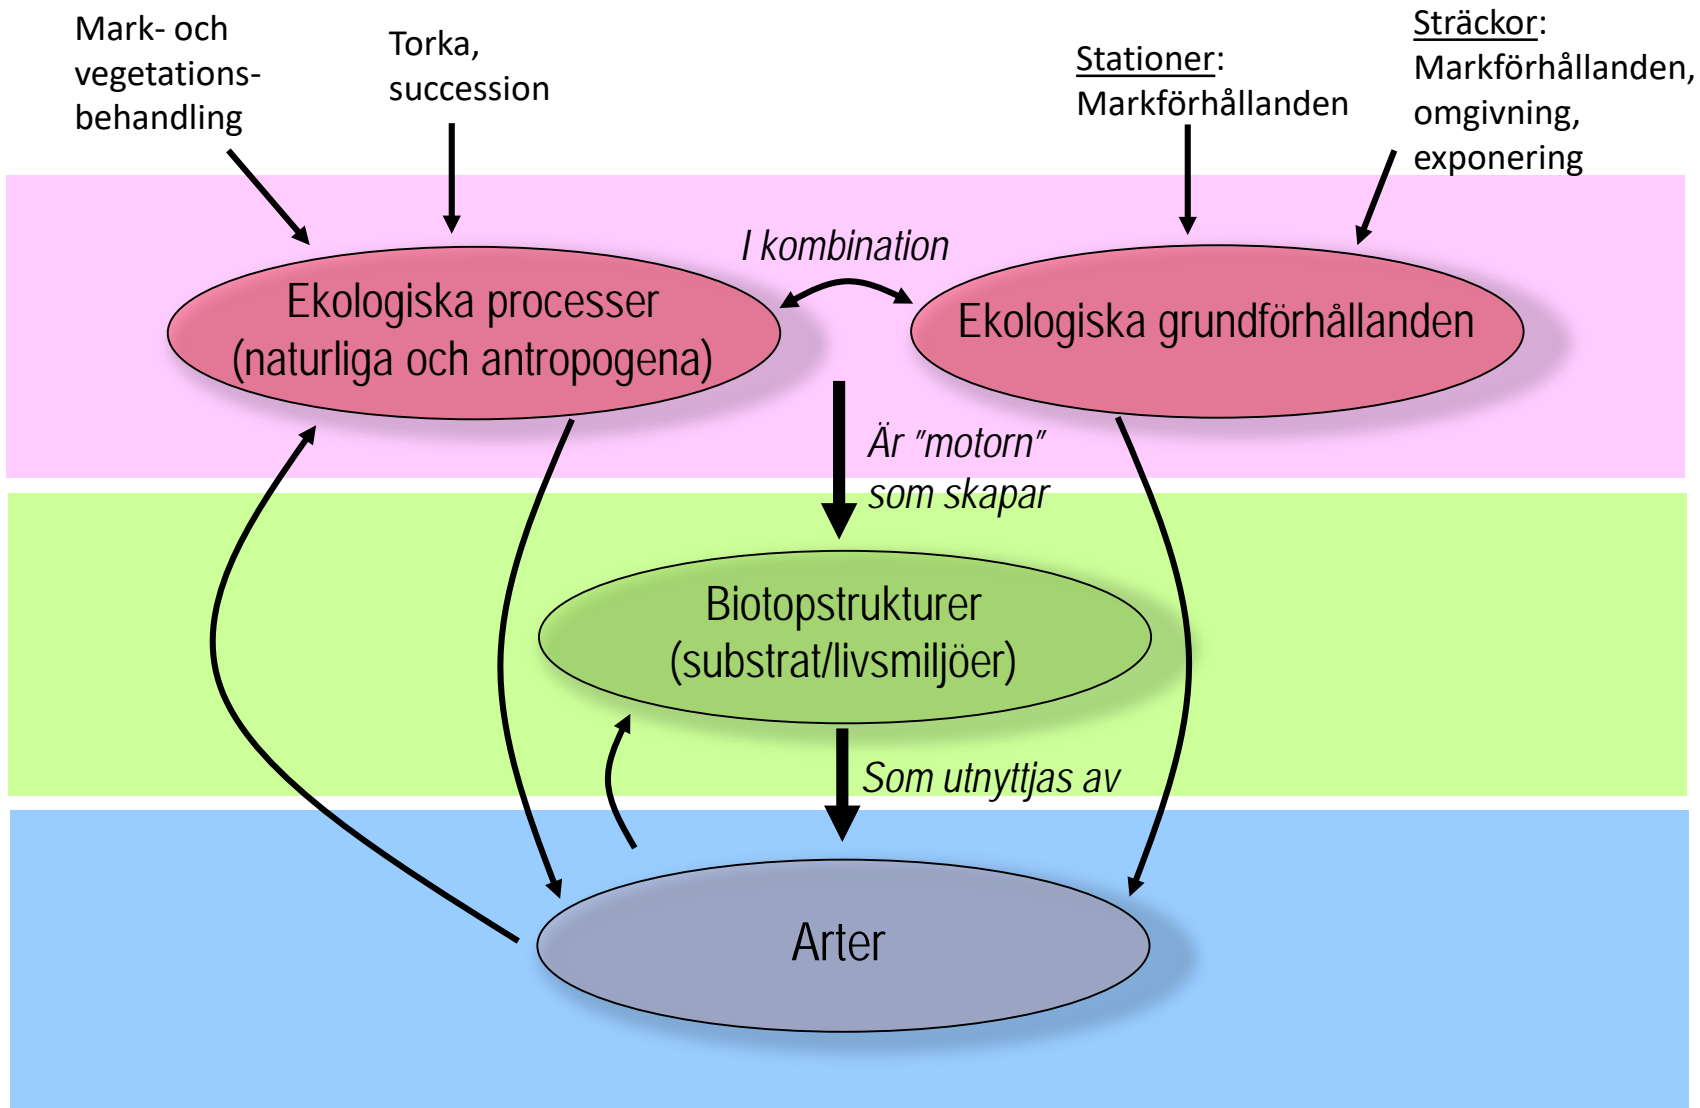 Mark- och
vegetations-
behandling
Torka,
succession
Stationer:
Markförhållanden
Sträckor:
Markförhållanden,
omgivning,
exponering
I kombination
Ekologiska processer
(naturliga och antropogena)
Ekologiska grundförhållanden
Är ”motorn”
som skapar
Biotopstrukturer
(substrat/livsmiljöer)
Som utnyttjas av
Arter